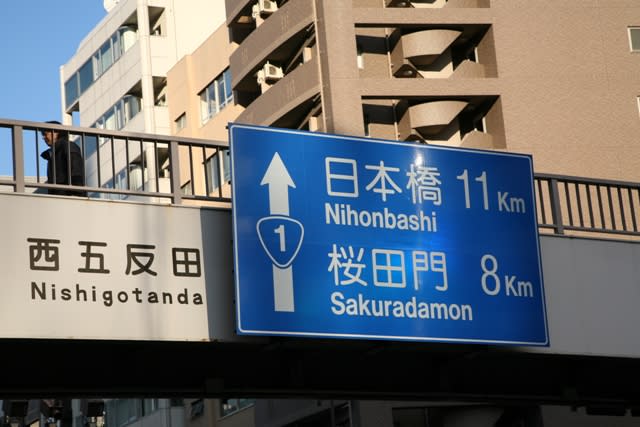 西五反田
Nishigotanda
1
日本橋 11 Km
Nihonbashi
桜田門 8 Km
Sakuradamon